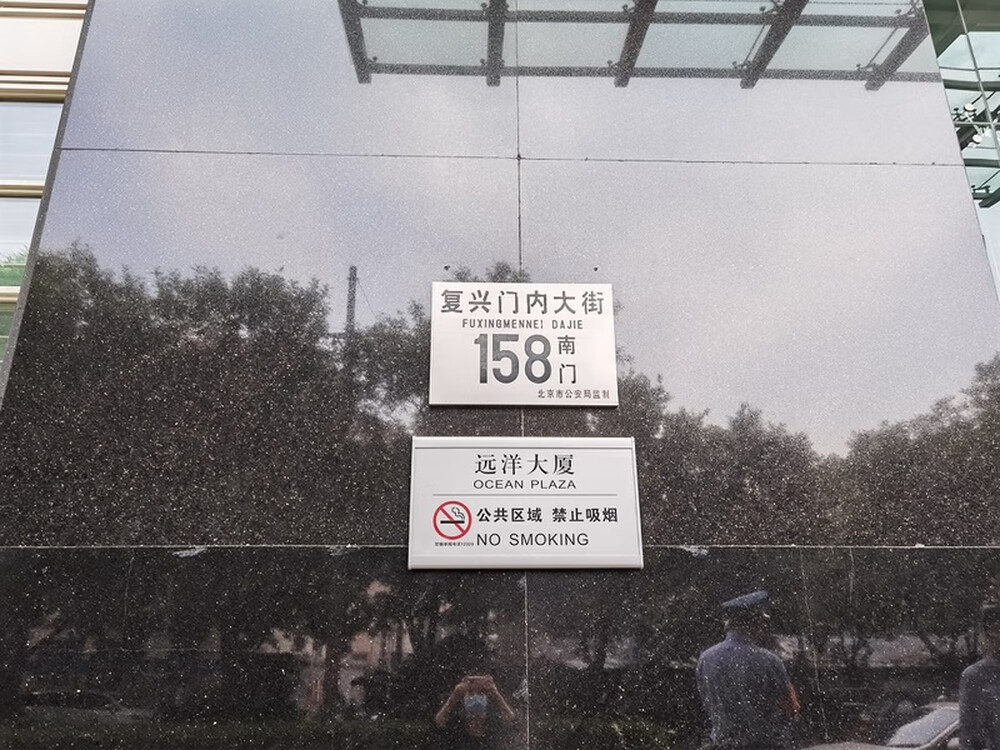 复兴门内大街
FUXINGMENNEI DAJIE
158 南门
北京市公安局监制
远洋大厦
OCEAN PLAZA
公共区域 禁止吸烟
NO SMOKING